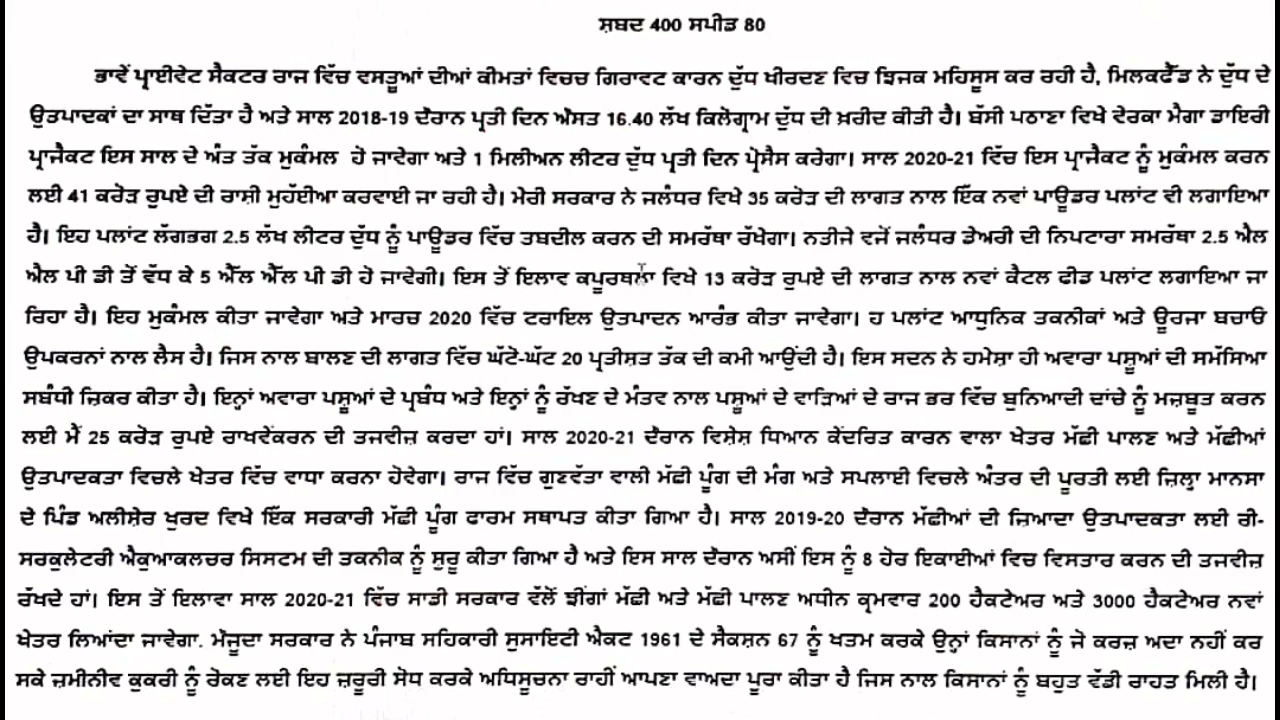 ਸ਼ਬਦ 400 ਸਪੀਡ 80
ਭਾਵੇਂ ਪ੍ਰਾਈਵੇਟ ਸੈਕਟਰ ਰਾਜ ਵਿੱਚ ਵਸਤੂਆਂ ਦੀਆਂ ਕੀਮਤਾਂ ਵਿਚਚ ਗਿਰਾਵਟ ਕਾਰਨ ਦੁੱਧ ਖੀਰਦਣ ਵਿਚ ਝਿਜਕ ਮਹਿਸੂਸ ਕਰ ਰਹੀ ਹੈ, ਮਿਲਕਟੈੱਡ ਨੇ ਦੁੱਧ ਦੇ
ਉਤਪਾਦਕਾਂ ਦਾ ਸਾਥ ਦਿੱਤਾ ਹੈ ਅਤੇ ਸਾਲ 2018-19 ਦੌਰਾਨ ਪ੍ਰਤੀ ਦਿਨ ਔਸਤ 16.40 ਲੱਖ ਕਿਲੋਗ੍ਰਾਮ ਦੁੱਧ ਦੀ ਖ਼ਰੀਦ ਕੀਤੀ ਹੈ। ਬੱਸੀ ਪਠਾਣਾ ਵਿਖੇ ਵੇਰਕਾ ਮੈਗਾ ਡਾਇਰੀ
ਪ੍ਰਾਜੈਕਟ ਇਸ ਸਾਲ ਦੇ ਅੰਤ ਤੱਕ ਮੁਕੰਮਲ ਹੋ ਜਾਵੇਗਾ ਅਤੇ 1 ਮਿਲੀਅਨ ਲੀਟਰ ਦੁੱਧ ਪ੍ਰਤੀ ਦਿਨ ਪ੍ਰੋਸੈਸ ਕਰੇਗਾ। ਸਾਲ 2020-21 ਵਿੱਚ ਇਸ ਪ੍ਰਾਜੈਕਟ ਨੂੰ ਮੁਕੰਮਲ ਕਰਨ
ਲਈ 41 ਕਰੋੜ ਰੁਪਏ ਦੀ ਰਾਸ਼ੀ ਮੁਹੱਈਆ ਕਰਵਾਈ ਜਾ ਰਹੀ ਹੈ। ਮੇਰੀ ਸਰਕਾਰ ਨੇ ਜਲੰਧਰ ਵਿਖੇ 35 ਕਰੋੜ ਦੀ ਲਾਗਤ ਨਾਲ ਇੱਕ ਨਵਾਂ ਪਾਊਡਰ ਪਲਾਂਟ ਵੀ ਲਗਾਇਆ
ਹੈ। ਇਹ ਪਲਾਂਟ ਲੱਗਭਗ 2.5 ਲੱਖ ਲੀਟਰ ਦੁੱਧ ਨੂੰ ਪਾਊਡਰ ਵਿੱਚ ਤਬਦੀਲ ਕਰਨ ਦੀ ਸਮਰੱਥਾ ਰੱਖੇਗਾ। ਨਤੀਜੇ ਵਜੋਂ ਜਲੰਧਰ ਡੇਅਰੀ ਦੀ ਨਿਪਟਾਰਾ ਸਮਰੱਥਾ 2.5 ਐਲ
ਐਲ ਪੀ ਡੀ ਤੋਂ ਵੱਧ ਕੇ 5 ਐੱਲ ਐੱਲ ਪੀ ਡੀ ਹੋ ਜਾਵੇਗੀ। ਇਸ ਤੋਂ ਇਲਾਵ ਕਪੂਰਥਲਾ ਵਿਖੇ 13 ਕਰੋੜ ਰੁਪਏ ਦੀ ਲਾਗਤ ਨਾਲ ਨਵਾਂ ਕੈਟਲ ਫੀਡ ਪਲਾਂਟ ਲਗਾਇਆ ਜਾ
ਰਿਹਾ ਹੈ। ਇਹ ਮੁਕੰਮਲ ਕੀਤਾ ਜਾਵੇਗਾ ਅਤੇ ਮਾਰਚ 2020 ਵਿੱਚ ਟਰਾਇਲ ਉਤਪਾਦਨ ਆਰੰਭ ਕੀਤਾ ਜਾਵੇਗਾ। ਹ ਪਲਾਂਟ ਆਧੁਨਿਕ ਤਕਨੀਕਾਂ ਅਤੇ ਊਰਜਾ ਬਚਾਓ
ਉਪਕਰਨਾਂ ਨਾਲ ਲੈਸ ਹੈ। ਜਿਸ ਨਾਲ ਬਾਲਣ ਦੀ ਲਾਗਤ ਵਿੱਚ ਘੱਟੋ-ਘੱਟ 20 ਪ੍ਰਤੀਸ਼ਤ ਤੱਕ ਦੀ ਕਮੀ ਆਉਂਦੀ ਹੈ। ਇਸ ਸਦਨ ਨੇ ਹਮੇਸ਼ਾ ਹੀ ਅਵਾਰਾ ਪਸ਼ੂਆਂ ਦੀ ਸਮੱਸਿਆ
ਸਬੰਧੀ ਜ਼ਿਕਰ ਕੀਤਾ ਹੈ। ਇਨ੍ਹਾਂ ਅਵਾਰਾ ਪਸ਼ੂਆਂ ਦੇ ਪ੍ਰਬੰਧ ਅਤੇ ਇਨ੍ਹਾਂ ਨੂੰ ਰੱਖਣ ਦੇ ਮੰਤਵ ਨਾਲ ਪਸ਼ੂਆਂ ਦੇ ਵਾੜਿਆਂ ਦੇ ਰਾਜ ਭਰ ਵਿੱਚ ਬੁਨਿਆਦੀ ਢਾਂਚੇ ਨੂੰ ਮਜ਼ਬੂਤ ਕਰਨ
ਲਈ ਮੈਂ 25 ਕਰੋੜ ਰੁਪਏ ਰਾਖਵੇਂਕਰਨ ਦੀ ਤਜਵੀਜ਼ ਕਰਦਾ ਹਾਂ। ਸਾਲ 2020-21 ਦੌਰਾਨ ਵਿਸ਼ੇਸ਼ ਧਿਆਨ ਕੇਂਦਰਿਤ ਕਾਰਨ ਵਾਲਾ ਖੇਤਰ ਮੱਛੀ ਪਾਲਣ ਅਤੇ ਮੱਛੀਆਂ
ਉਤਪਾਦਕਤਾ ਵਿਚਲੇ ਖੇਤਰ ਵਿੱਚ ਵਾਧਾ ਕਰਨਾ ਹੋਵੇਗਾ। ਰਾਜ ਵਿੱਚ ਗੁਣਵੱਤਾ ਵਾਲੀ ਮੱਛੀ ਪੂੰਗ ਦੀ ਮੰਗ ਅਤੇ ਸਪਲਾਈ ਵਿਚਲੇ ਅੰਤਰ ਦੀ ਪੂਰਤੀ ਲਈ ਜ਼ਿਲ੍ਹਾ ਮਾਨਸਾ
ਦੇ ਪਿੰਡ ਅਲੀਸ਼ੇਰ ਖੁਰਦ ਵਿਖੇ ਇੱਕ ਸਰਕਾਰੀ ਮੱਛੀ ਪੂੰਗ ਫਾਰਮ ਸਥਾਪਤ ਕੀਤਾ ਗਿਆ ਹੈ। ਸਾਲ 2019-20 ਦੌਰਾਨ ਮੱਛੀਆਂ ਦੀ ਜ਼ਿਆਦਾ ਉਤਪਾਦਕਤਾ ਲਈ ਰੀ-
ਸਰਕੁਲੇਟਰੀ ਐਕੁਆਕਲਚਰ ਸਿਸਟਮ ਦੀ ਤਕਨੀਕ ਨੂੰ ਸ਼ੁਰੂ ਕੀਤਾ ਗਿਆ ਹੈ ਅਤੇ ਇਸ ਸਾਲ ਦੌਰਾਨ ਅਸੀਂ ਇਸ ਨੂੰ 8 ਹੋਰ ਇਕਾਈਆਂ ਵਿਚ ਵਿਸਤਾਰ ਕਰਨ ਦੀ ਤਜਵੀਜ਼
ਰੱਖਦੇ ਹਾਂ। ਇਸ ਤੋਂ ਇਲਾਵਾ ਸਾਲ 2020-21 ਵਿੱਚ ਸਾਡੀ ਸਰਕਾਰ ਵੱਲੋਂ ਝੀਂਗਾਂ ਮੱਛੀ ਅਤੇ ਮੱਛੀ ਪਾਲਣ ਅਧੀਨ ਕ੍ਰਮਵਾਰ 200 ਹੈਕਟੇਅਰ ਅਤੇ 3000 ਹੈਕਟੇਅਰ ਨਵਾਂ
ਖੇਤਰ ਲਿਆਂਦਾ ਜਾਵੇਗਾ. ਮੌਜੂਦਾ ਸਰਕਾਰ ਨੇ ਪੰਜਾਬ ਸਹਿਕਾਰੀ ਸੁਸਾਇਟੀ ਐਕਟ 1961 ਦੇ ਸੈਕਸ਼ਨ 67 ਨੂੰ ਖਤਮ ਕਰਕੇ ਉਨ੍ਹਾਂ ਕਿਸਾਨਾਂ ਨੂੰ ਜੋ ਕਰਜ਼ ਅਦਾ ਨਹੀਂ ਕਰ
ਸਕੇ ਜ਼ਮੀਨੀਵ ਕੁਕਰੀ ਨੂੰ ਰੋਕਣ ਲਈ ਇਹ ਜ਼ਰੂਰੀ ਸੋਧ ਕਰਕੇ ਅਧਿਸੂਚਨਾ ਰਾਹੀਂ ਆਪਣਾ ਵਾਅਦਾ ਪੂਰਾ ਕੀਤਾ ਹੈ ਜਿਸ ਨਾਲ ਕਿਸਾਨਾਂ ਨੂੰ ਬਹੁਤ ਵੱਡੀ ਰਾਹਤ ਮਿਲੀ ਹੈ।